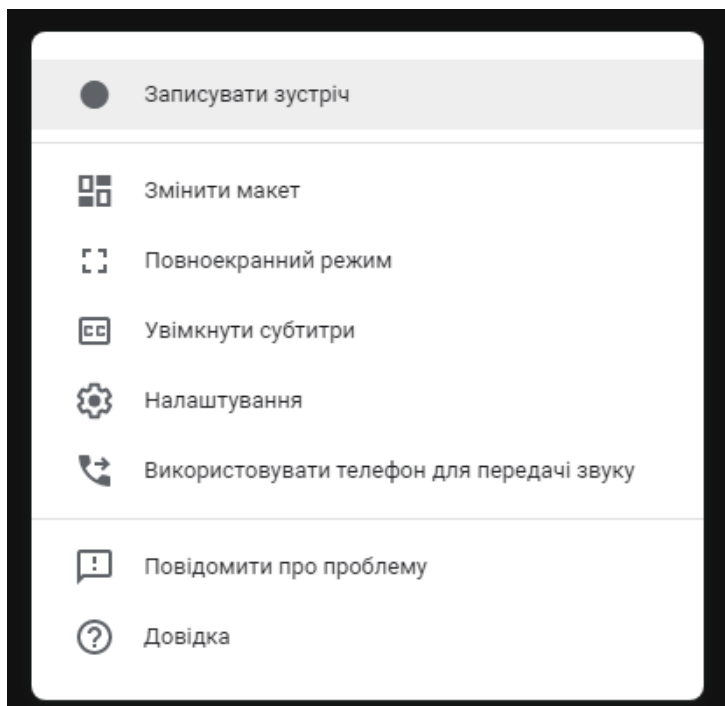 Записувати зустріч
Змінити макет
Повноекранний режим
Увімкнути субтитри
Налаштування
Використовувати телефон для передачі звуку
Повідомити про проблему
Довідка